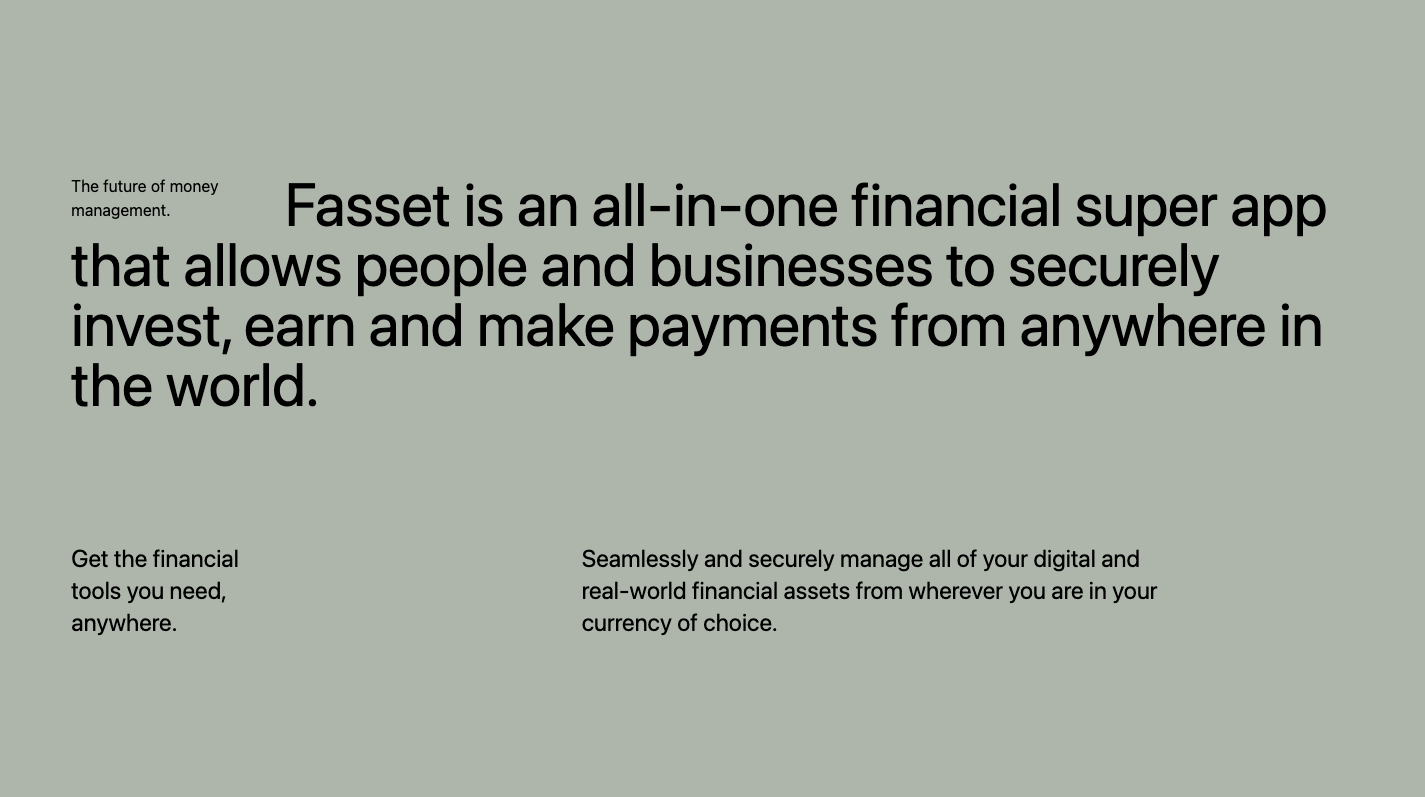 The future of money
management.
Fasset is an all-in-one financial super app
that allows people and businesses to securely
invest, earn and make payments from anywhere in
the world.
Get the financial
tools you need,
anywhere.
Seamlessly and securely manage all of your digital and
real-world financial assets from wherever you are in your
currency of choice.